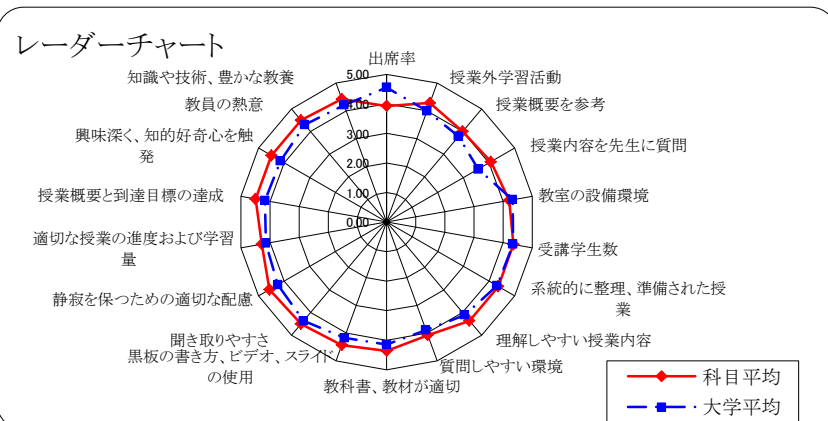 レーダーチャート
出席率
授業外学習活動
授業概要を参考
授業内容を先生に質問
教室の設備環境
受講学生数
系統的に整理、準備された授
業
理解しやすい授業内容
質問しやすい環境
教科書、教材が適切
黒板の書き方、ビデオ、スライド
の使用
聞き取りやすさ
静寂を保つための適切な配慮
適切な授業の進度および学習
量
授業概要と到達目標の達成
興味深く、知的好奇心を触
発
教員の熱意
知識や技術、豊かな教養
5.00
4.00
3.00
2.00
1.00
0.00
科目平均
大学平均